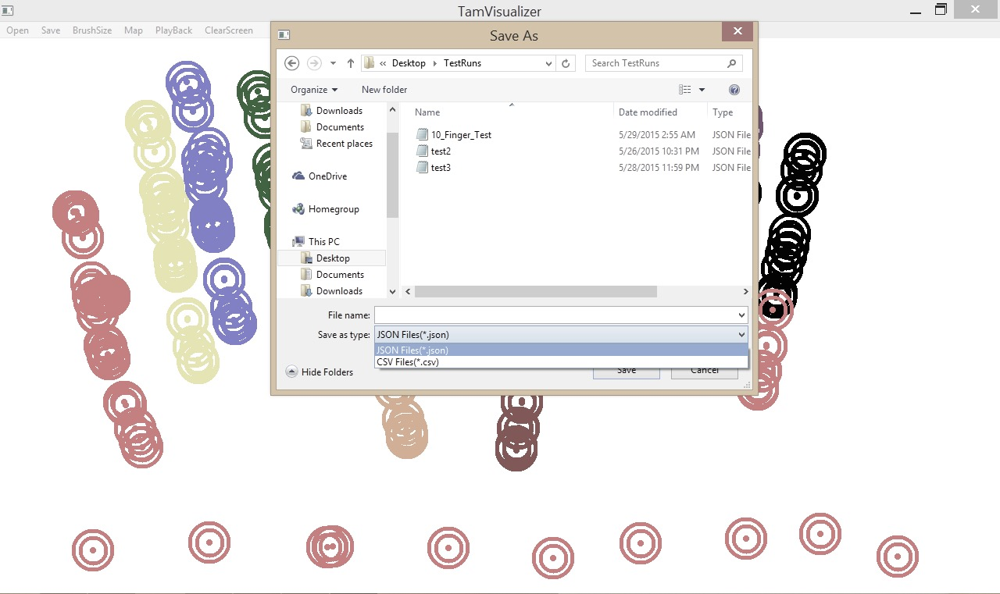 TamVisualizer
Open Save BrushSize Map PlayBack ClearScreen
Save As
« Desktop TestRuns
Search TestRuns
Organize New folder
Downloads
Documents
Recent places
OneDrive
Homegroup
This PC
Desktop
Documents
Downloads
Name Date modified Type
10_Finger_Test 5/29/2015 2:55 AM JSON File
test2 5/26/2015 10:31 PM JSON File
test3 5/28/2015 11:59 PM JSON File
File name:
Save as type: JSON Files(*.json)
JSON Files(*.json)
CSV Files(*.csv)
Hide Folders
Save
Cancel